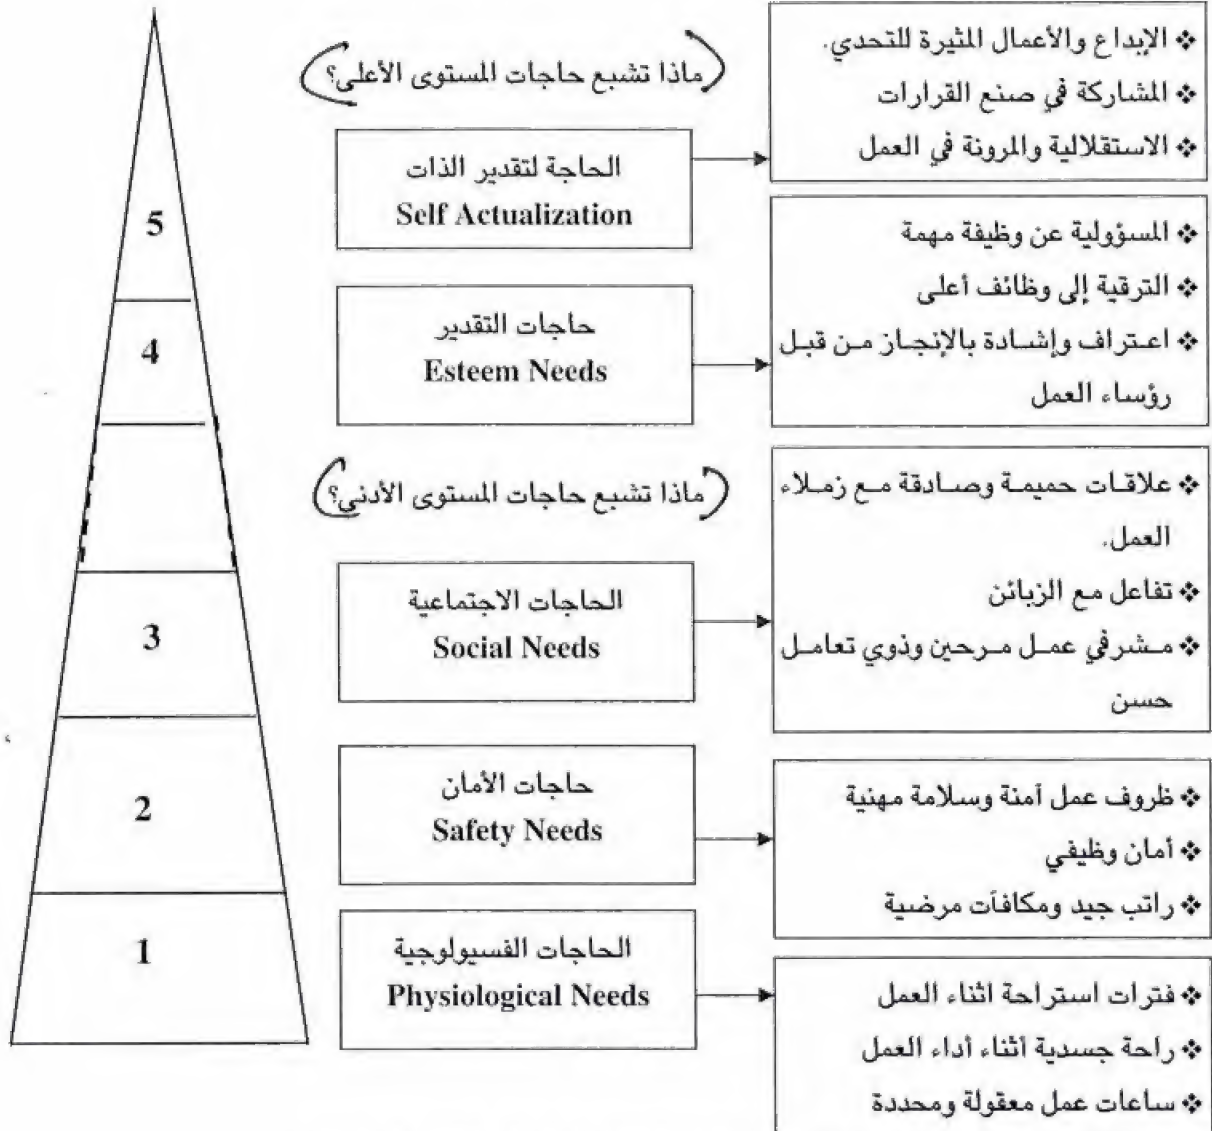 ماذا تشبع حاجات المستوى الأعلى؟
❖ الإبداع والأعمال المثيرة للتحدي.
❖ المشاركة في صنع القرارات
❖ الاستقلالية والمرونة في العمل
الحاجة لتقدير الذات
Self Actualization
5
❖ المسؤولية عن وظيفة مهمة
❖ الترقية إلى وظائف أعلى
❖ اعتراف وإشادة بالإنجاز من قبل
رؤساء العمل
حاجات التقدير
Esteem Needs
4
ماذا تشبع حاجات المستوى الأدنى؟
❖ علاقات حميمة وصادقة مع زملاء
العمل.
❖ تفاعل مع الزبائن
❖ مشرفي عمل مرحين وذوي تعامل
حسن
الحاجات الاجتماعية
Social Needs
3
❖ ظروف عمل آمنة وسلامة مهنية
❖ أمان وظيفي
❖ راتب جيد ومكافآت مرضية
حاجات الأمان
Safety Needs
2
❖ فترات استراحة اثناء العمل
❖ راحة جسدية أثناء أداء العمل
❖ ساعات عمل معقولة ومحددة
الحاجات الفسيولوجية
Physiological Needs
1